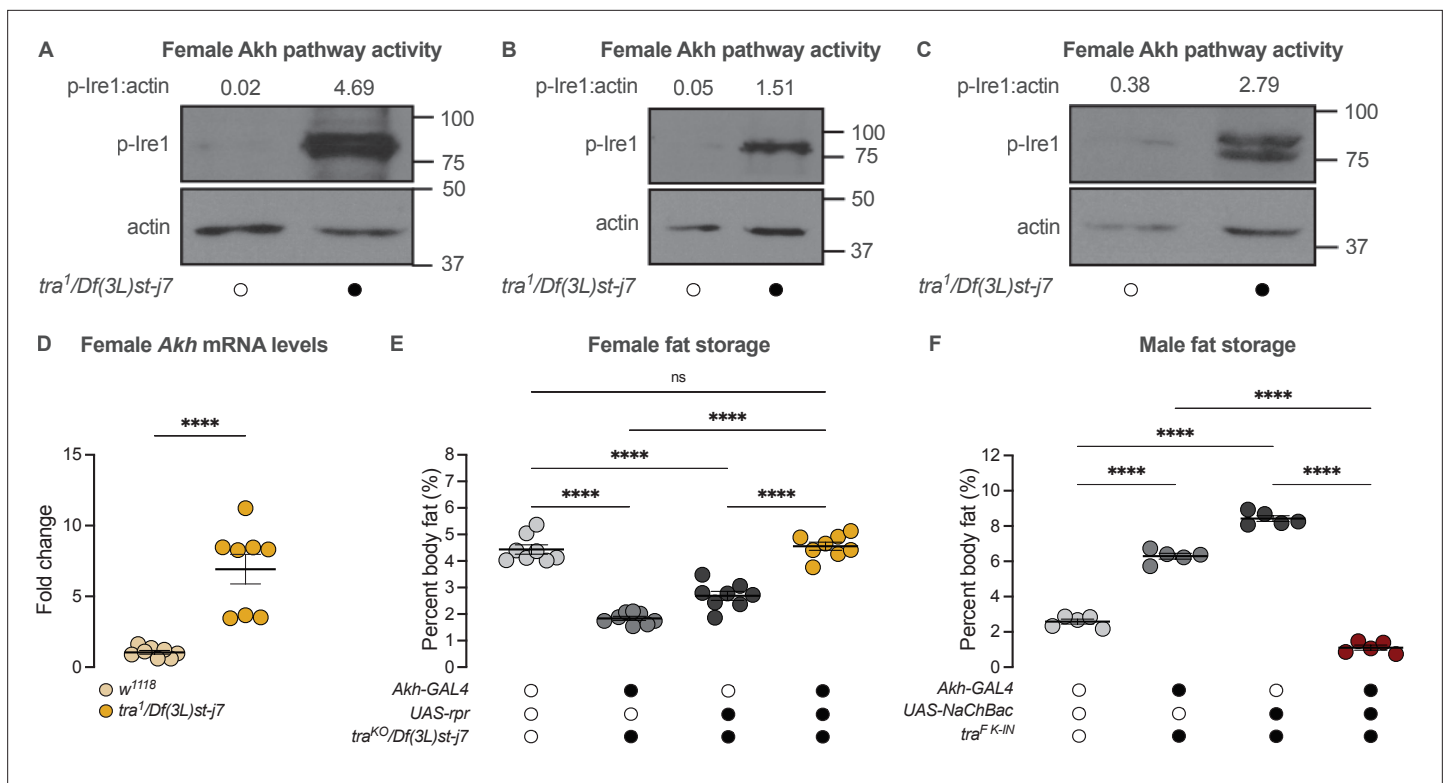 A Female Akh pathway activity
p-Ire1:actin 0.02 4.69
p-Ire1
100
75
50
actin
37
tra¹/Df(3L)st-j7
B Female Akh pathway activity
p-Ire1:actin 0.05 1.51
p-Ire1
100
75
50
actin
37
tra¹/Df(3L)st-j7
C Female Akh pathway activity
p-Ire1:actin 0.38 2.79
p-Ire1
100
75
actin
37
tra¹/Df(3L)st-j7
D Female Akh mRNA levels
****
Fold change
15
10
5
0
w¹¹¹⁸
tra¹/Df(3L)st-j7
E Female fat storage
ns
****
****
**** ****
Percent body fat (%)
8
7
6
5
4
3
2
1
0
Akh-GAL4
UAS-rpr
traᴷᴼ/Df(3L)st-j7
F Male fat storage
****
****
**** ****
Percent body fat (%)
12
10
8
6
4
2
0
Akh-GAL4
UAS-NaChBac
tra^F K-IN